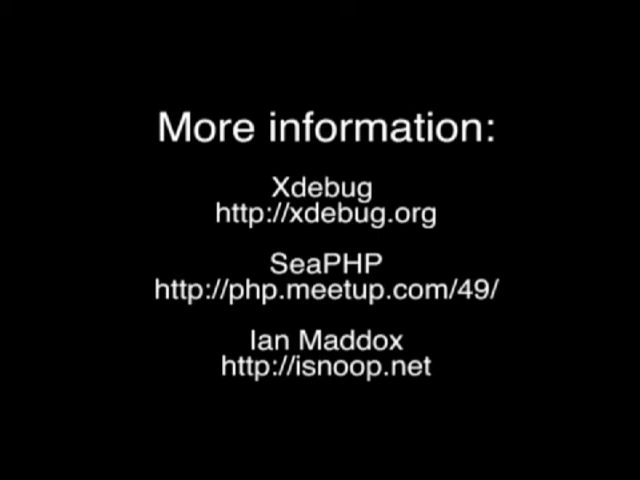 More information:
Xdebug
http://xdebug.org
SeaPHP
http://php.meetup.com/49/
Ian Maddox
http://isnoop.net